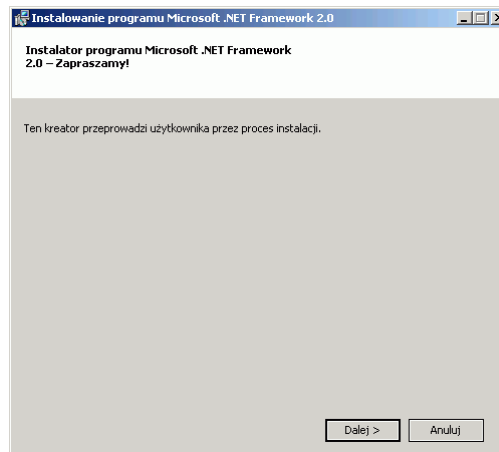 Instalowanie programu Microsoft .NET Framework 2.0
Instalator programu Microsoft .NET Framework
2.0 – Zapraszamy!
Ten kreator przeprowadzi użytkownika przez proces instalacji.
Dalej >
Anuluj